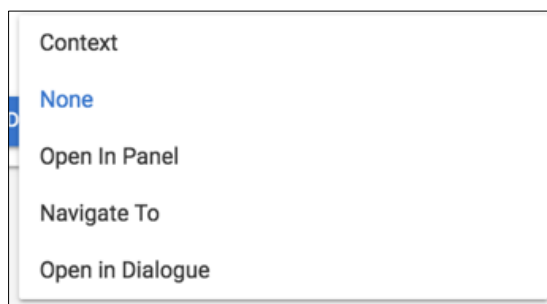 Context
None
Open In Panel
Navigate To
Open in Dialogue